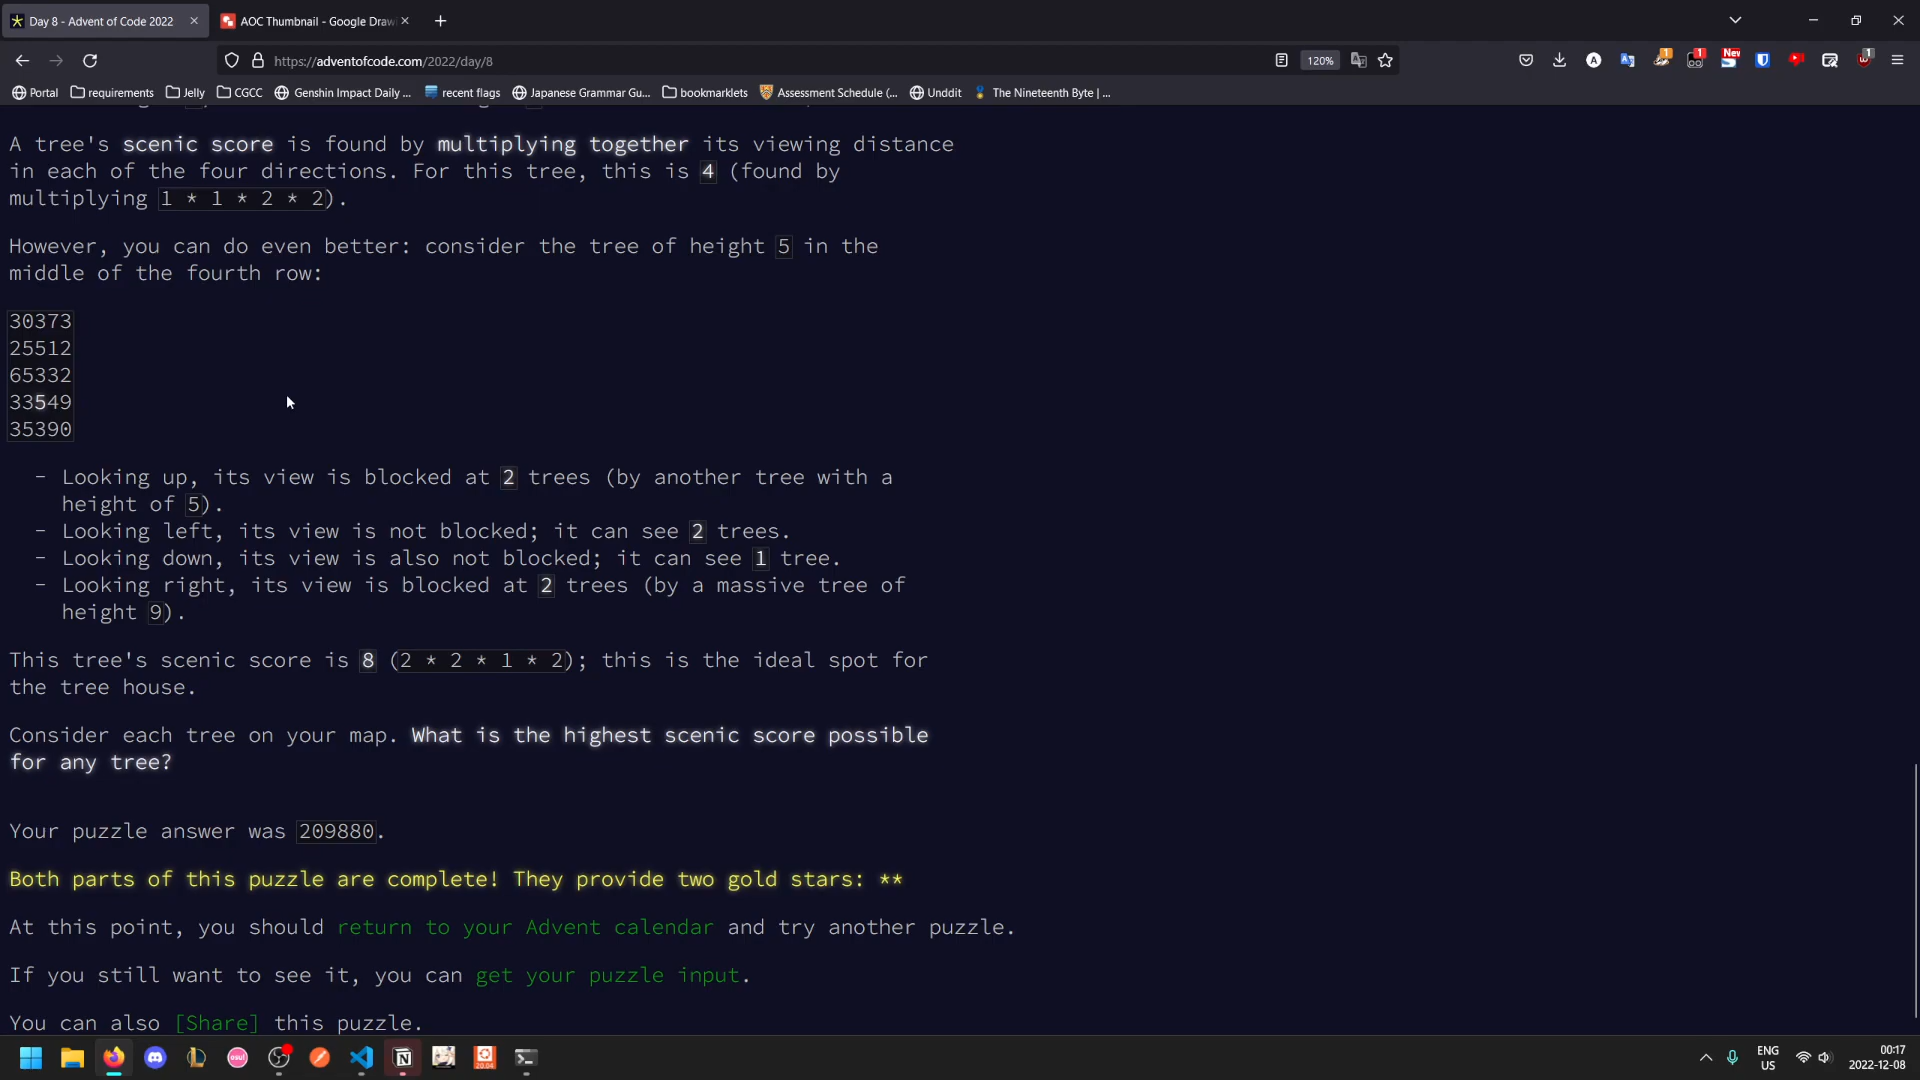 Day 8 - Advent of Code 2022
AOC Thumbnail - Google Draw
https://adventofcode.com/2022/day/8
120%
Portal requirements Jelly CGCC Genshin Impact Daily ... recent flags Japanese Grammar Gu... bookmarklets Assessment Schedule (... Unddit The Nineteenth Byte | ...
A tree's scenic score is found by multiplying together its viewing distance
in each of the four directions. For this tree, this is 4 (found by
multiplying 1 * 1 * 2 * 2).
However, you can do even better: consider the tree of height 5 in the
middle of the fourth row:
30373
25512
65332
33549
35390
- Looking up, its view is blocked at 2 trees (by another tree with a
height of 5).
- Looking left, its view is not blocked; it can see 2 trees.
- Looking down, its view is also not blocked; it can see 1 tree.
- Looking right, its view is blocked at 2 trees (by a massive tree of
height 9).
This tree's scenic score is 8 (2 * 2 * 1 * 2); this is the ideal spot for
the tree house.
Consider each tree on your map. What is the highest scenic score possible
for any tree?
Your puzzle answer was 209880.
Both parts of this puzzle are complete! They provide two gold stars: **
At this point, you should return to your Advent calendar and try another puzzle.
If you still want to see it, you can get your puzzle input.
You can also [Share] this puzzle.
ENG
US
00:17
2022-12-08